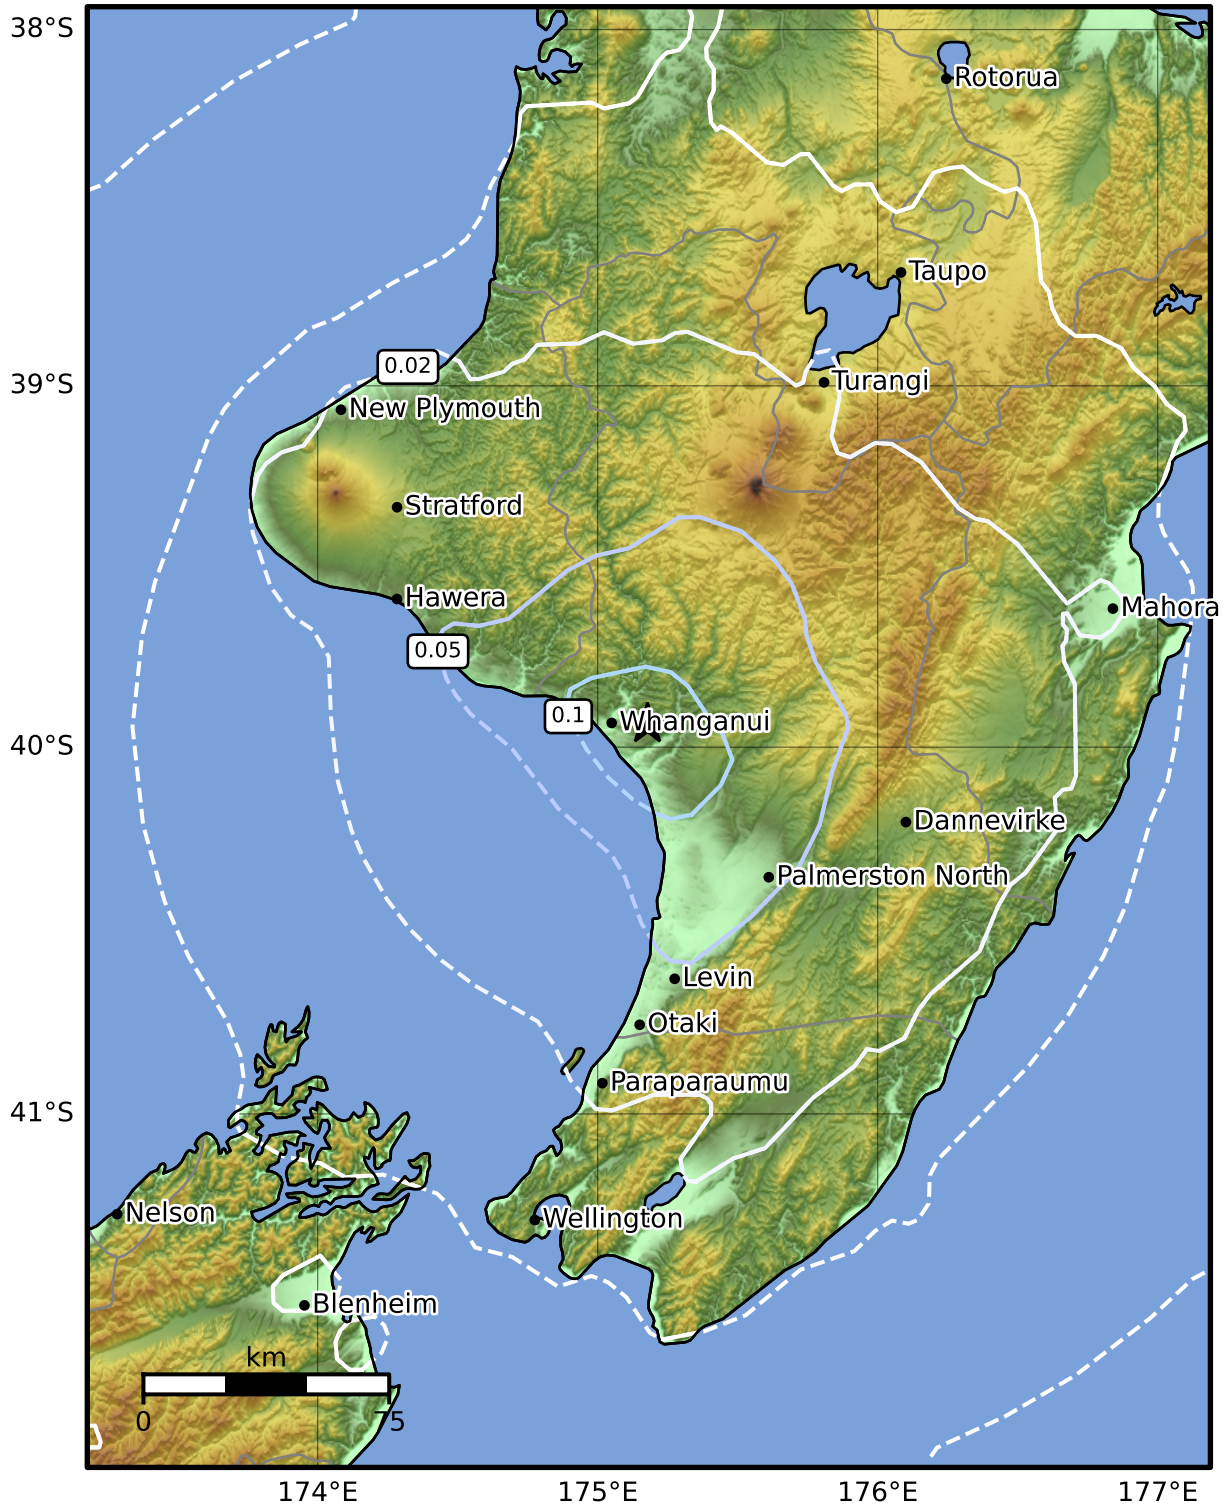 38°S
Rotorua
Taupo
0.02
39°S
Turangi
New Plymouth
Stratford
Hawera
Mahora
0.05
0.1
Whanganui
40°S
Dannevirke
Palmerston North
Levin
Otaki
Paraparaumu
41°S
Nelson
Wellington
Blenheim
km
0 75
174°E 175°E 176°E 177°E